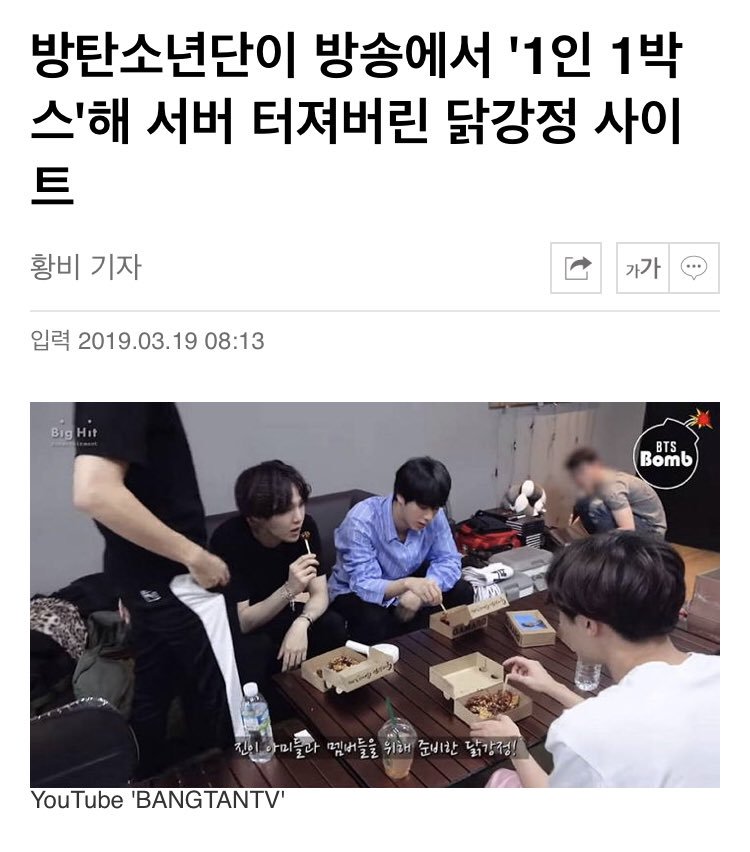 방탄소년단이 방송에서 '1인 1박
스'해 서버 터져버린 닭강정 사이
트
황비 기자
가가
입력 2019.03.19 08:13
Big Hit
Entertainment
BTS
Bomb
진이 아미들과 멤버들을 위해 준비한 닭강정!
YouTube 'BANGTANTV'